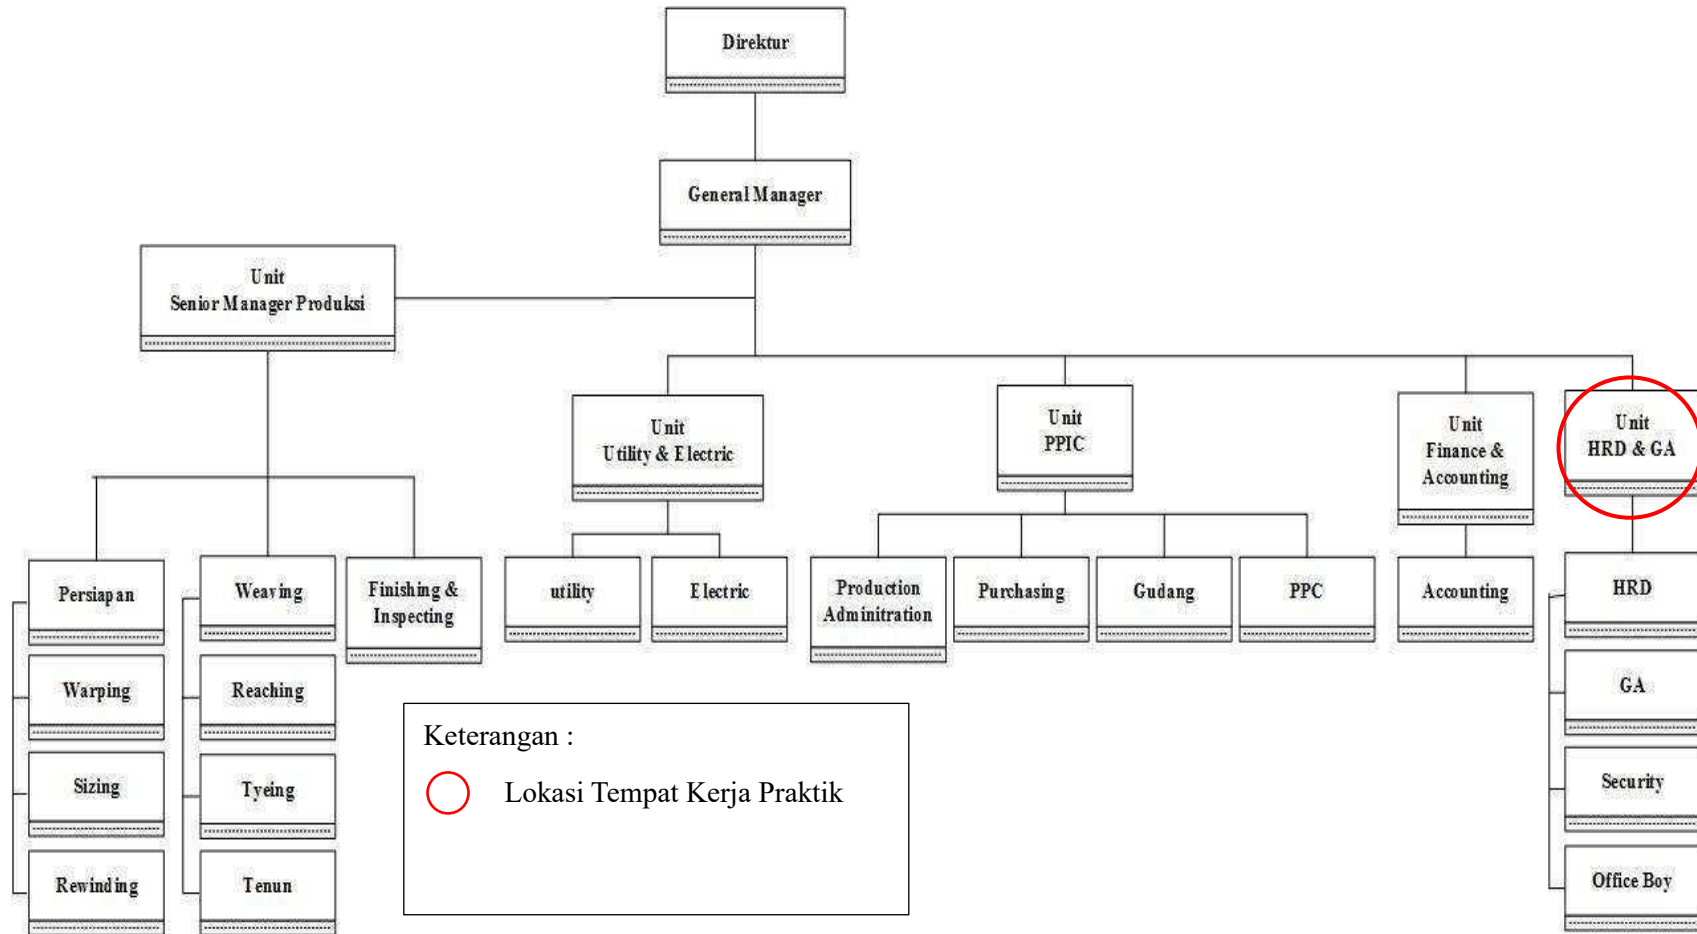 Direktur
General Manager
Unit
Senior Manager Produksi
Unit
Utility & Electric
Unit
PPIC
Unit
Finance &
Accounting
Unit
HRD & GA
Persiapan
Weaving
Finishing &
Inspecting
utility
Electric
Production
Adminitration
Purchasing
Gudang
PPC
Accounting
HRD
Warping
Reaching
GA
Sizing
Tyeing
Security
Rewinding
Tenun
Office Boy
Keterangan :
Lokasi Tempat Kerja Praktik